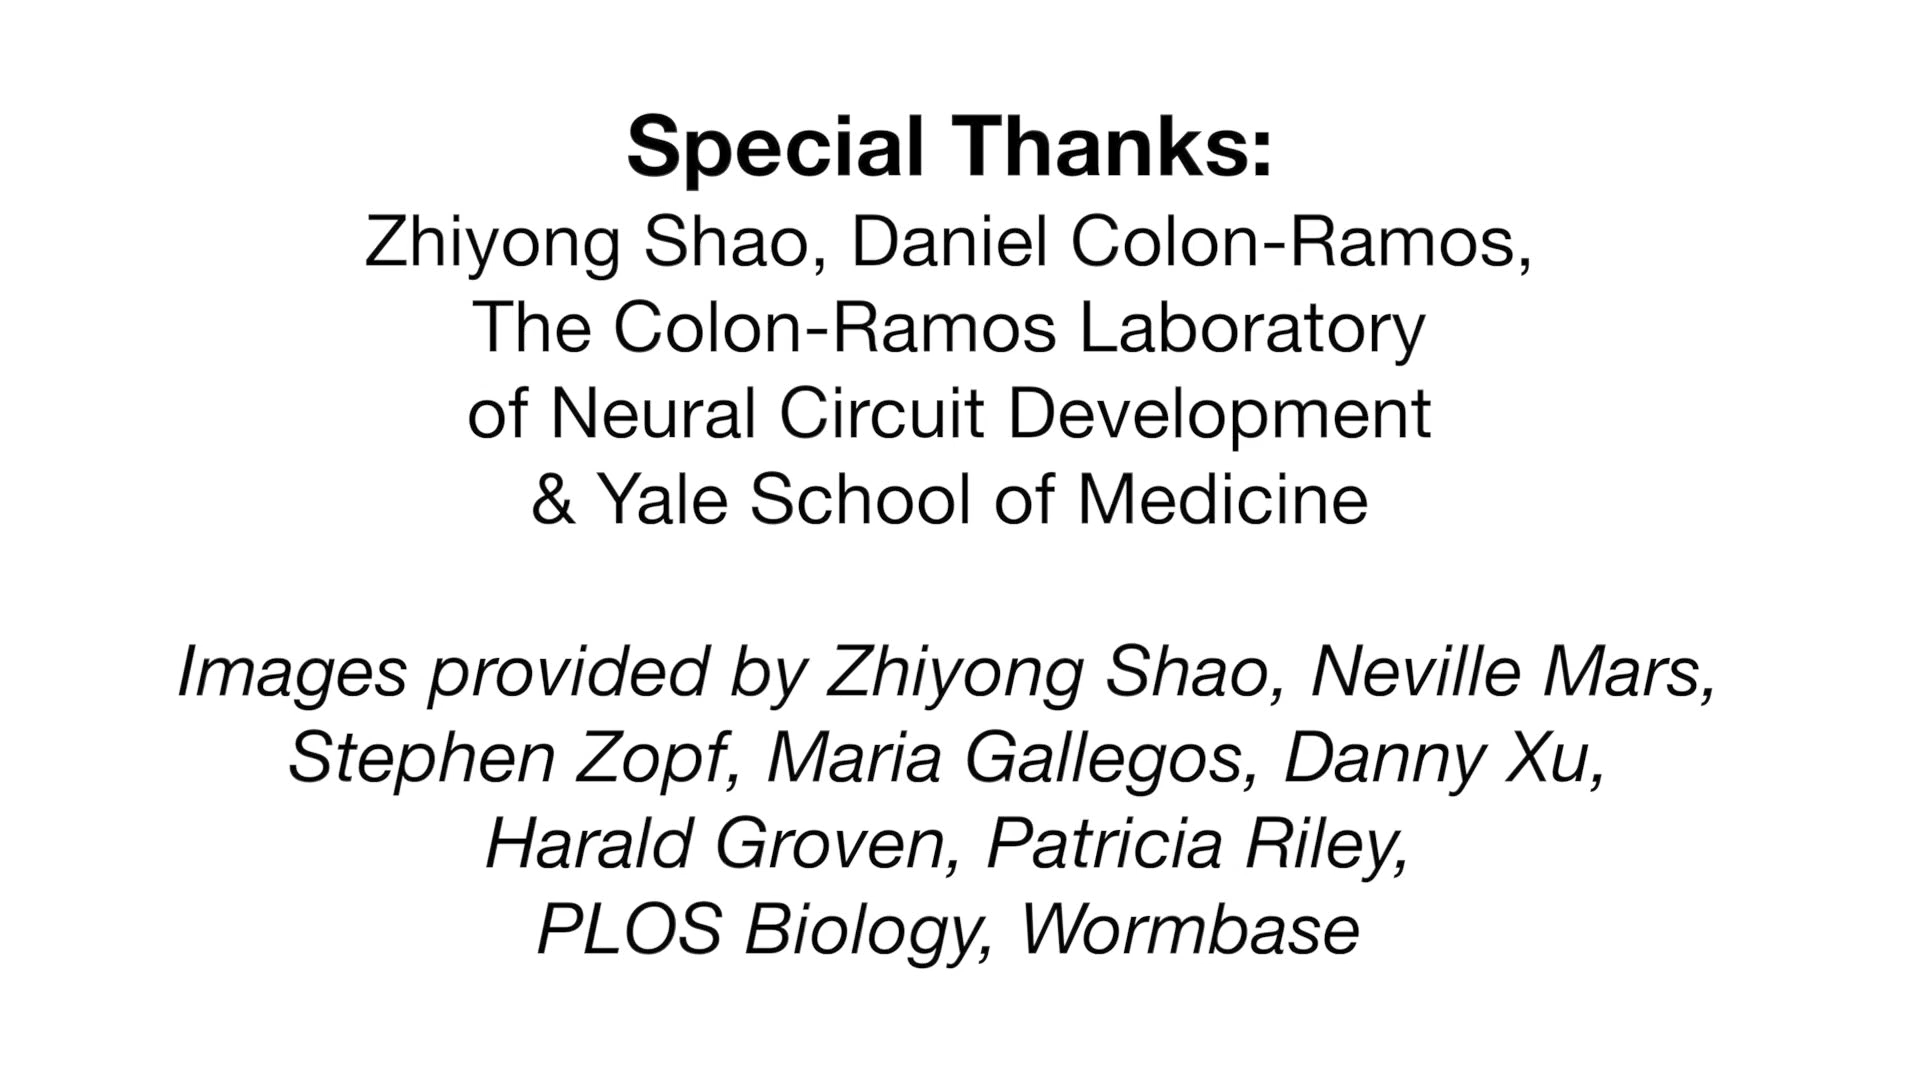 Special Thanks:
Zhiyong Shao, Daniel Colon-Ramos,
The Colon-Ramos Laboratory
of Neural Circuit Development
& Yale School of Medicine
Images provided by Zhiyong Shao, Neville Mars,
Stephen Zopf, Maria Gallegos, Danny Xu,
Harald Groven, Patricia Riley,
PLOS Biology, Wormbase